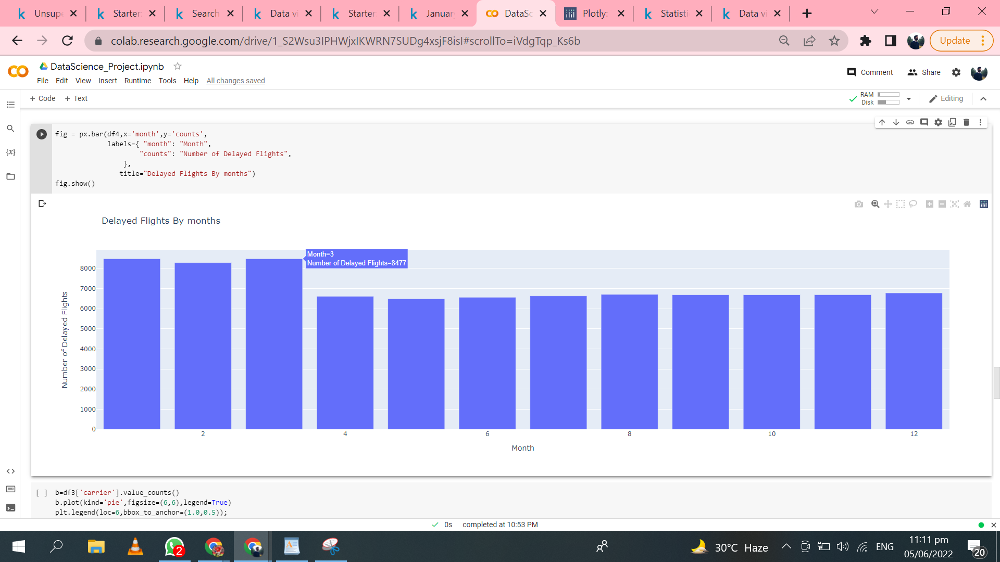 Unsupe
Starter:
Search
Data vi
Starter:
Januar
DataSc
Plotly:
Statisti
Data vi
colab.research.google.com/drive/1_S2Wsu3IPHWjxIKWRN7SUDg4xsjF8isI#scrollTo=iVdgTqp_Ks6b
Update
DataScience_Project.ipynb
File Edit View Insert Runtime Tools Help All changes saved
Comment
Share
+ Code + Text
RAM
Disk
Editing
{x}
fig = px.bar(df4,x='month',y='counts',
labels={ "month": "Month",
"counts": "Number of Delayed Flights",
},
title="Delayed Flights By months")
fig.show()
Delayed Flights By months
Month=3
Number of Delayed Flights=8477
8000
7000
6000
5000
4000
3000
2000
1000
0
Number of Delayed Flights
2 4 6 8 10 12
Month
[ ] b=df3['carrier'].value_counts()
b.plot(kind='pie',figsize=(6,6),legend=True)
plt.legend(loc=6,bbox_to_anchor=(1.0,0.5));
0s completed at 10:53 PM
2
30°C Haze
ENG
11:11 pm
05/06/2022
20